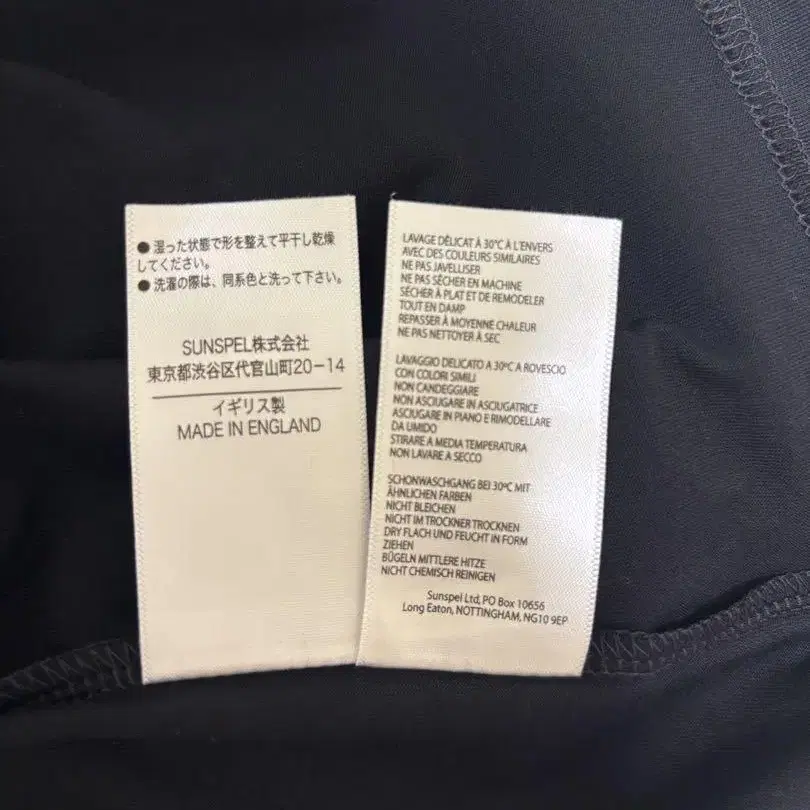 ● 湿った状態で形を整えて平干し乾燥
してください。
● 洗濯の際は、同系色と洗って下さい。
SUNSPEL株式会社
東京都渋谷区代官山町20-14
イギリス製
MADE IN ENGLAND
LAVAGE DÉLICAT À 30°C À L'ENVERS
AVEC DES COULEURS SIMILAIRES
NE PAS JAVELLISER
NE PAS SÉCHER EN MACHINE
SÉCHER À PLAT ET DE REMODELER
TOUT EN DAMP
REPASSER À MOYENNE CHALEUR
NE PAS NETTOYER À SEC
LAVAGGIO DELICATO A 30ºC A ROVESCIO
CON COLORI SIMILI
NON CANDEGGIARE
NON ASCIUGARE IN ASCIUGATRICE
ASCIUGARE IN PIANO E RIMODELLARE
DA UMIDO
STIRARE A MEDIA TEMPERATURA
NON LAVARE A SECCO
SCHONWASCHGANG BEI 30ºC MIT
ÄHNLICHEN FARBEN
NICHT BLEICHEN
NICHT IM TROCKNER TROCKNEN
DRY FLACH UND FEUCHT IN FORM
ZIEHEN
BÜGELN MITTLERE HITZE
NICHT CHEMISCH REINIGEN
Sunspel Ltd, PO Box 10656
Long Eaton, NOTTINGHAM, NG10 9EP